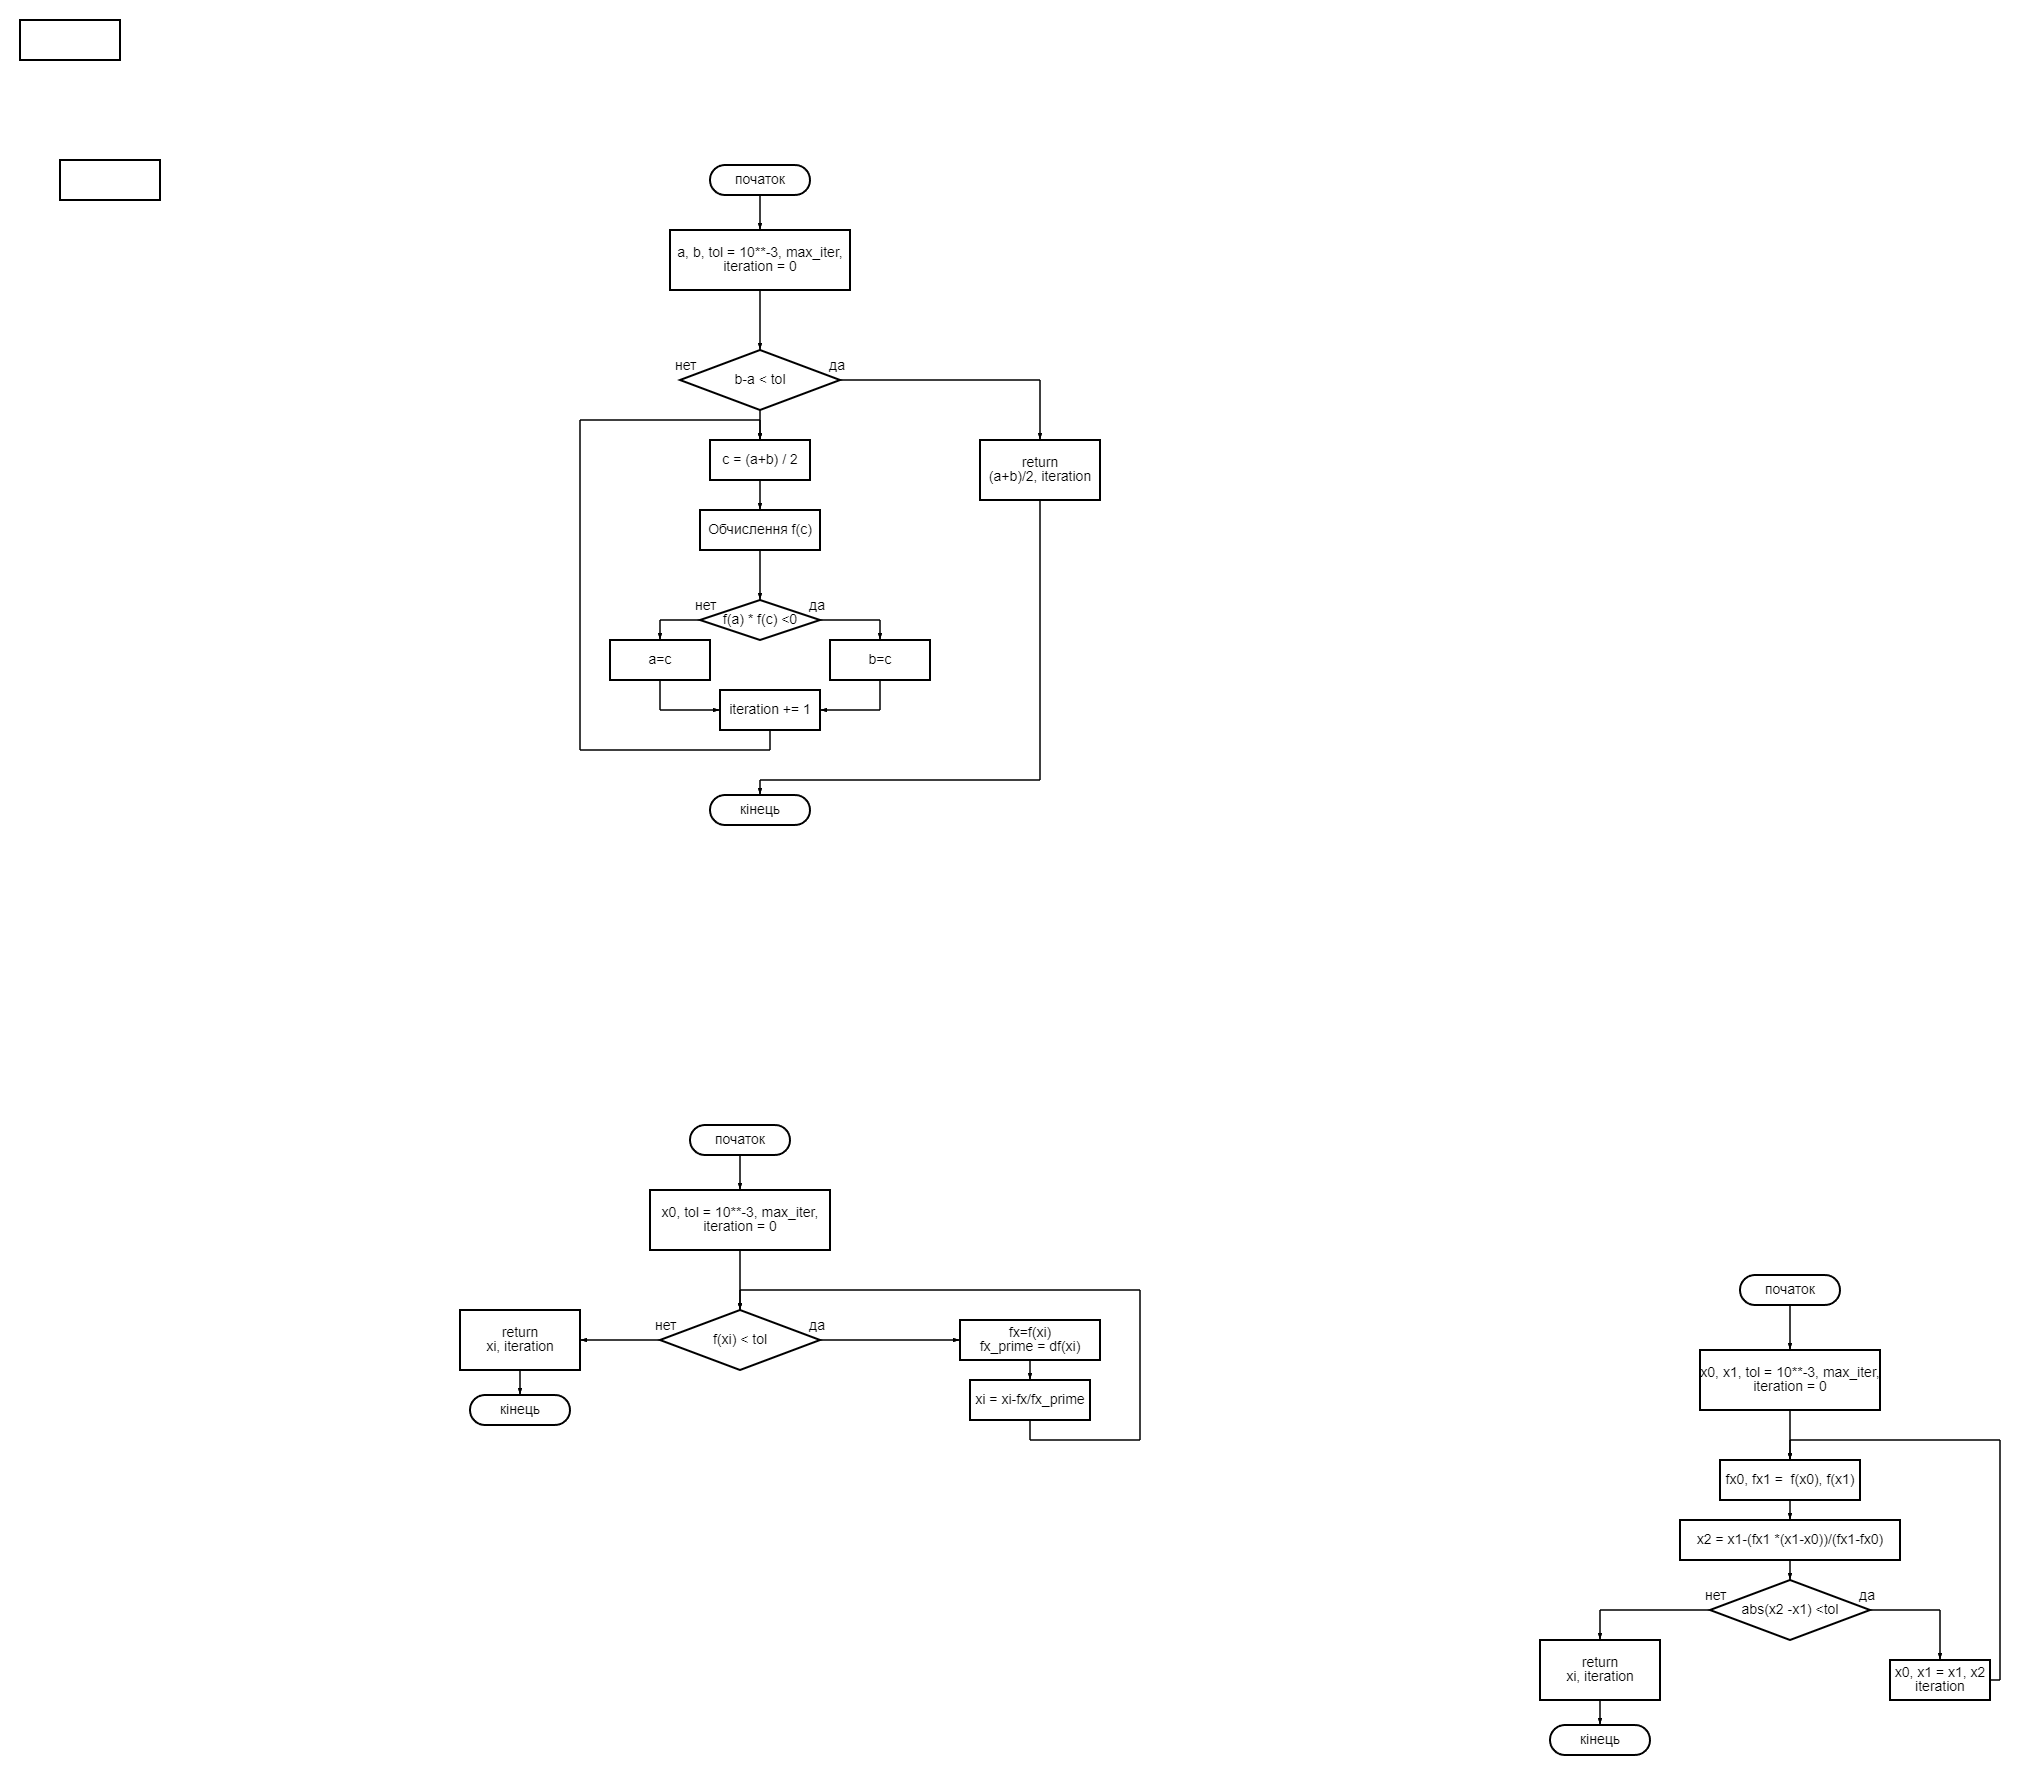 початок
a, b, tol = 10**-3, max_iter,
iteration = 0
нет
да
b-a < tol
c = (a+b) / 2
return
(a+b)/2, iteration
Обчислення f(c)
нет
да
f(a) * f(c) <0
a=c
b=c
iteration += 1
кінець
початок
x0, tol = 10**-3, max_iter,
iteration = 0
нет
да
f(xi) < tol
return
xi, iteration
fx=f(xi)
fx_prime = df(xi)
xi = xi-fx/fx_prime
кінець
початок
x0, x1, tol = 10**-3, max_iter,
iteration = 0
fx0, fx1 =  f(x0), f(x1)
x2 = x1-(fx1 *(x1-x0))/(fx1-fx0)
нет
да
abs(x2 -x1) <tol
return
xi, iteration
x0, x1 = x1, x2
iteration
кінець